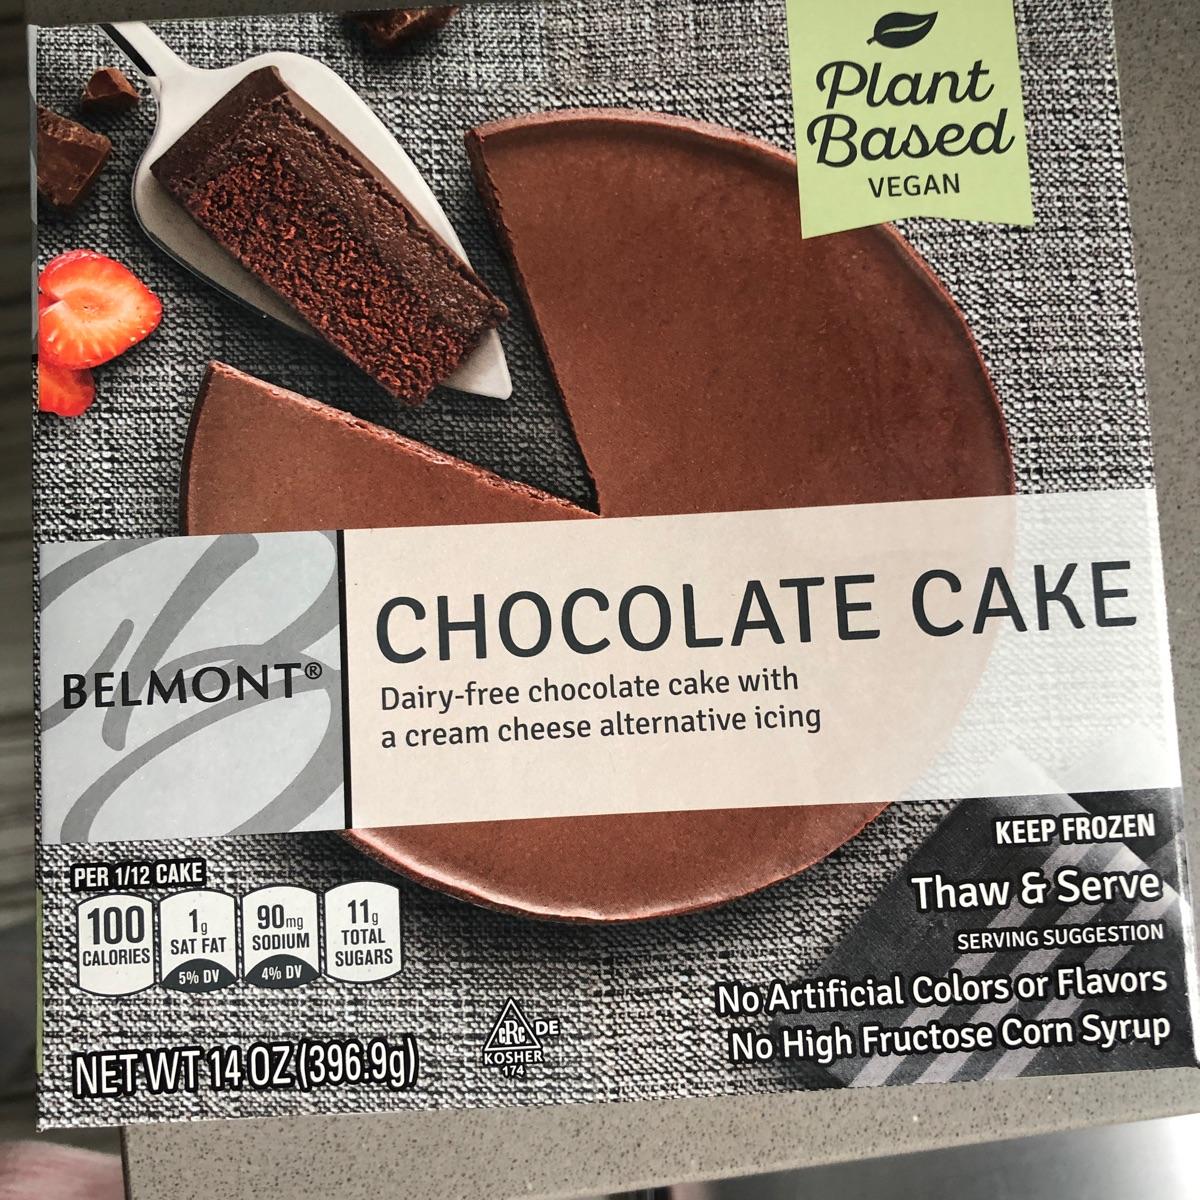 Plant
Based
VEGAN
BELMONT®
CHOCOLATE CAKE
Dairy-free chocolate cake with
a cream cheese alternative icing
KEEP FROZEN
Thaw & Serve
SERVING SUGGESTION
No Artificial Colors or Flavors
No High Fructose Corn Syrup
PER 1/12 CAKE
100
CALORIES
1g
SAT FAT
5% DV
90mg
SODIUM
4% DV
11g
TOTAL
SUGARS
NET WT 14 OZ (396.9g)
cRc DE
KOSHER
174